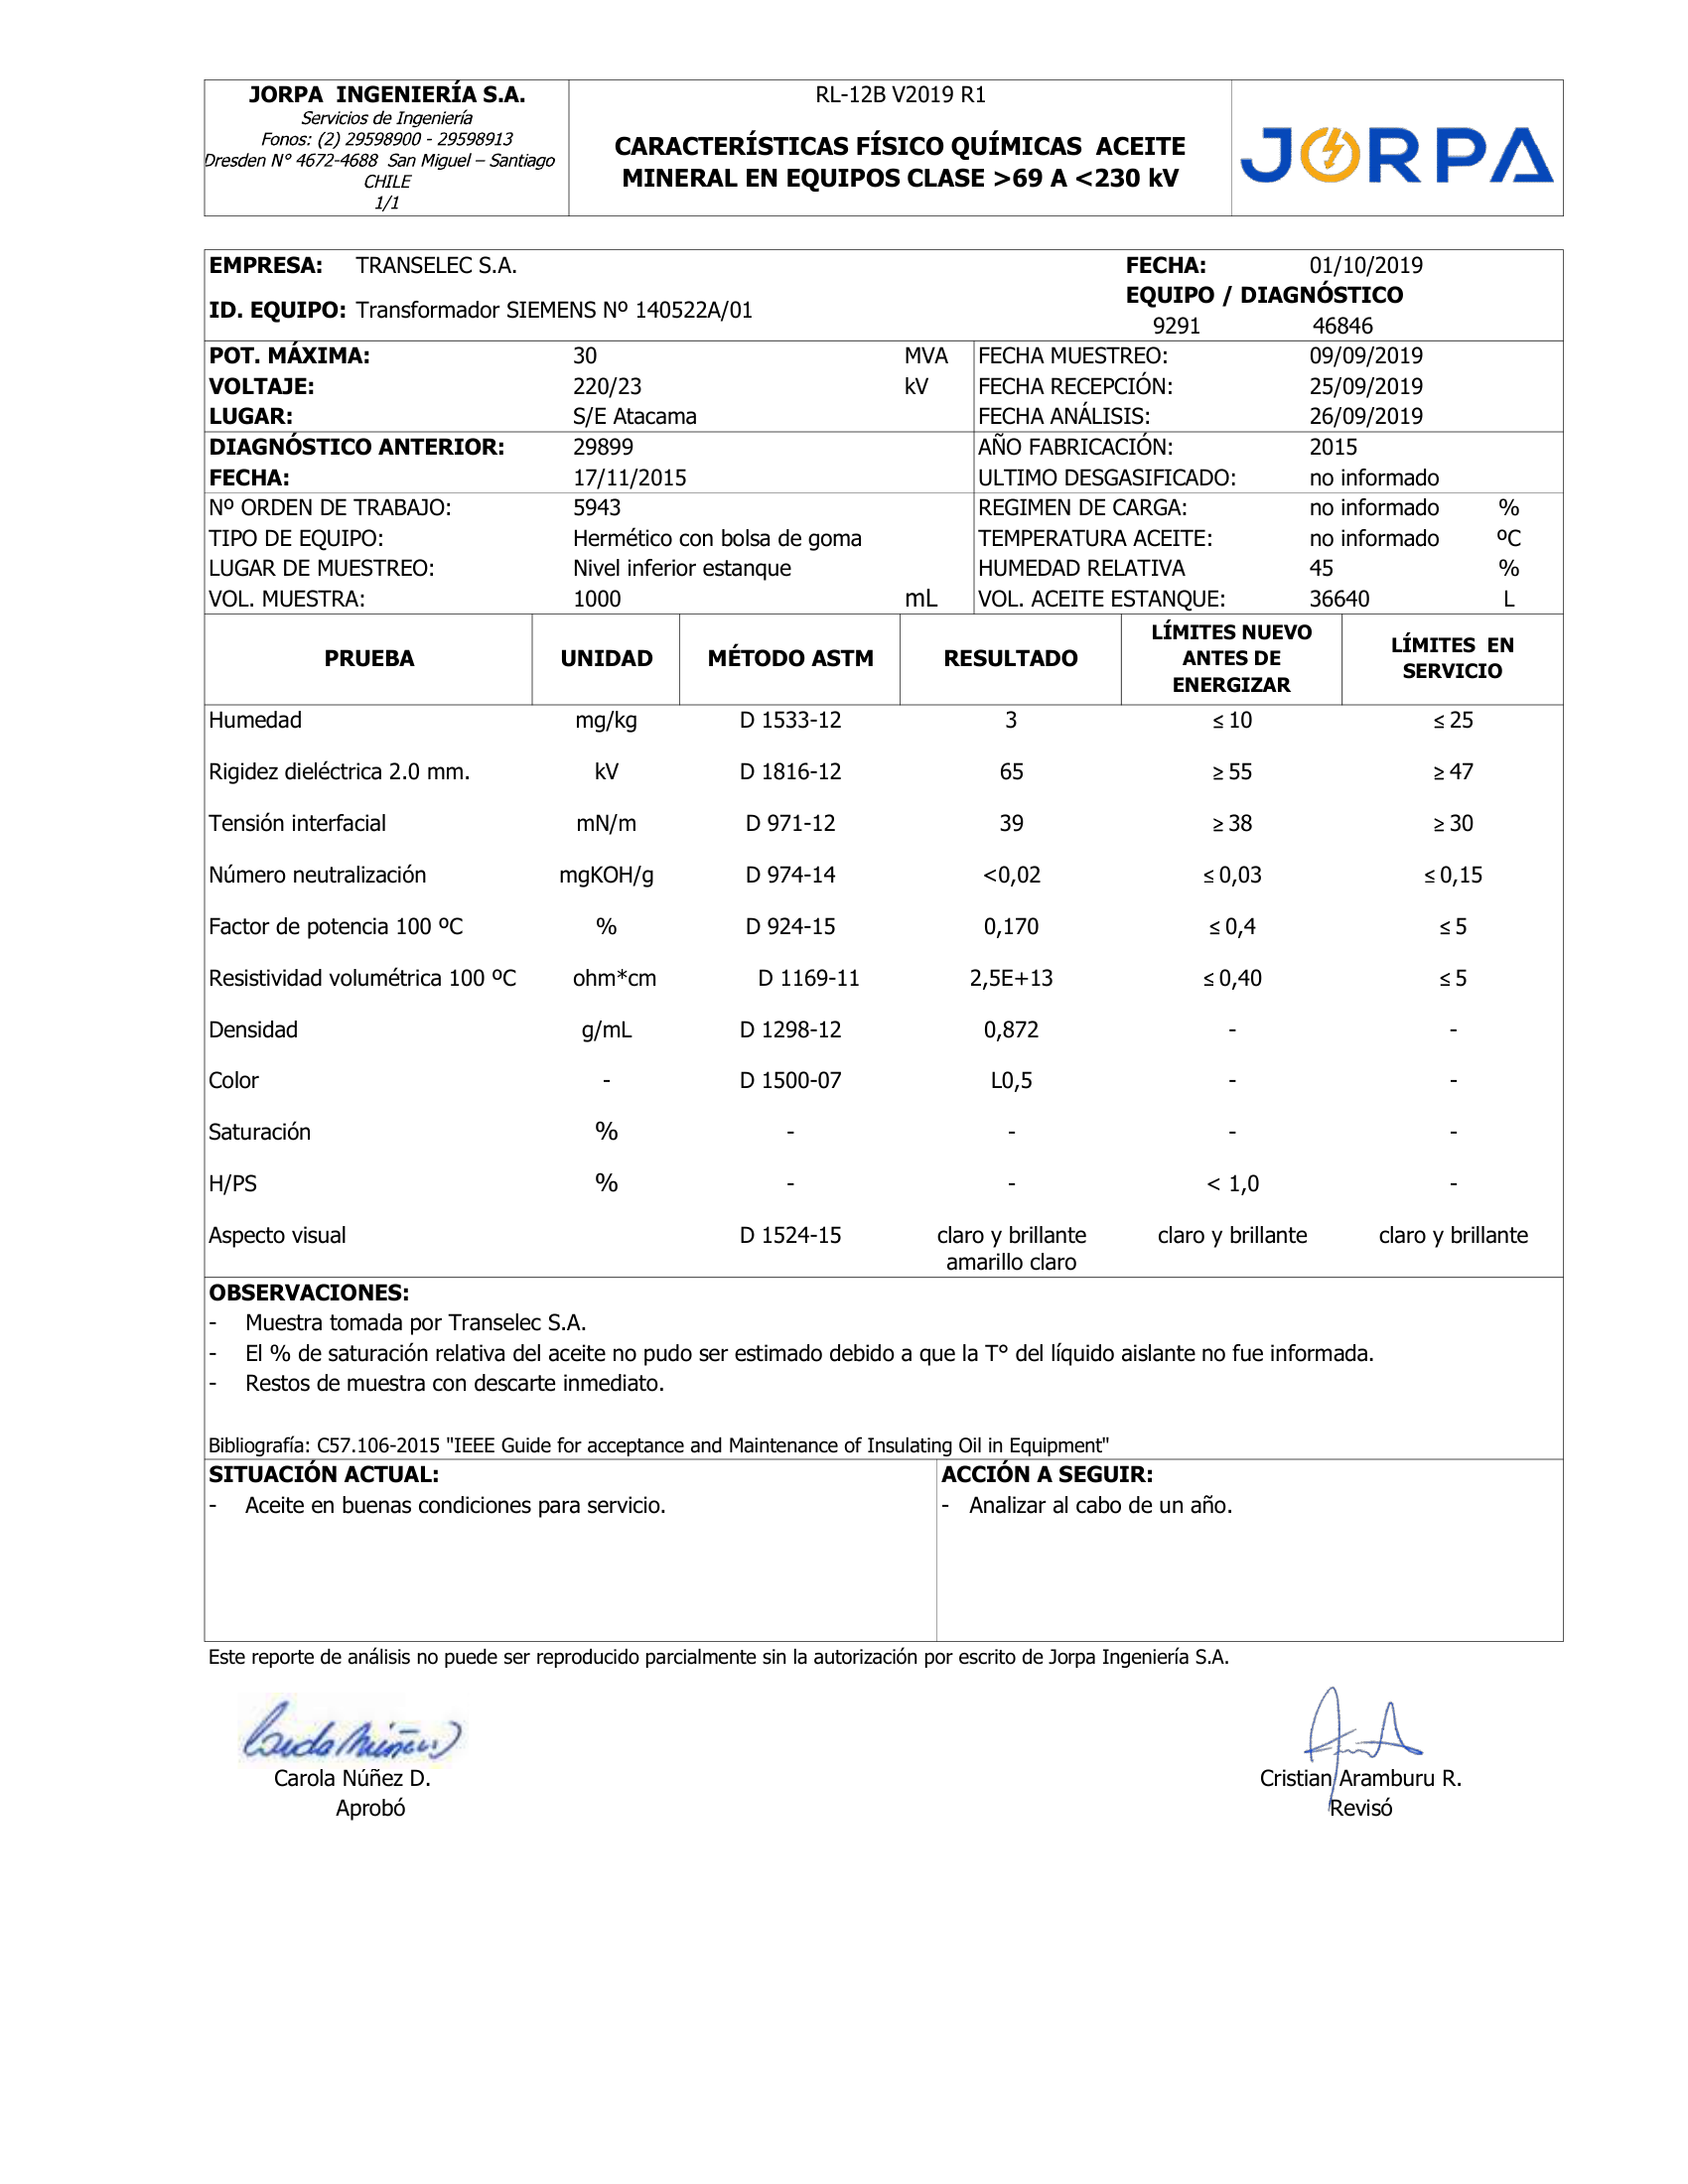 JORPA INGENIERÍA S.A.
Servicios de Ingeniería
Fonos: (2) 29598900 - 29598913
Dresden N° 4672-4688 San Miguel – Santiago
CHILE
1/1
RL-12B V2019 R1
CARACTERÍSTICAS FÍSICO QUÍMICAS ACEITE
MINERAL EN EQUIPOS CLASE >69 A <230 kV
JORPA
EMPRESA: TRANSELEC S.A. FECHA: 01/10/2019
ID. EQUIPO: Transformador SIEMENS Nº 140522A/01 EQUIPO / DIAGNÓSTICO
9291 46846
POT. MÁXIMA: 30 MVA FECHA MUESTREO: 09/09/2019
VOLTAJE: 220/23 kV FECHA RECEPCIÓN: 25/09/2019
LUGAR: S/E Atacama FECHA ANÁLISIS: 26/09/2019
DIAGNÓSTICO ANTERIOR: 29899 AÑO FABRICACIÓN: 2015
FECHA: 17/11/2015 ULTIMO DESGASIFICADO: no informado
Nº ORDEN DE TRABAJO: 5943 REGIMEN DE CARGA: no informado %
TIPO DE EQUIPO: Hermético con bolsa de goma TEMPERATURA ACEITE: no informado ºC
LUGAR DE MUESTREO: Nivel inferior estanque HUMEDAD RELATIVA 45 %
VOL. MUESTRA: 1000 mL VOL. ACEITE ESTANQUE: 36640 L
PRUEBA UNIDAD MÉTODO ASTM RESULTADO LÍMITES NUEVO ANTES DE ENERGIZAR LÍMITES EN SERVICIO
Humedad mg/kg D 1533-12 3 ≤ 10 ≤ 25
Rigidez dieléctrica 2.0 mm. kV D 1816-12 65 ≥ 55 ≥ 47
Tensión interfacial mN/m D 971-12 39 ≥ 38 ≥ 30
Número neutralización mgKOH/g D 974-14 <0,02 ≤ 0,03 ≤ 0,15
Factor de potencia 100 ºC % D 924-15 0,170 ≤ 0,4 ≤ 5
Resistividad volumétrica 100 ºC ohm*cm D 1169-11 2,5E+13 ≤ 0,40 ≤ 5
Densidad g/mL D 1298-12 0,872 - -
Color - D 1500-07 L0,5 - -
Saturación % - - - -
H/PS % - - < 1,0 -
Aspecto visual D 1524-15 claro y brillante claro y brillante claro y brillante
amarillo claro
OBSERVACIONES:
- Muestra tomada por Transelec S.A.
- El % de saturación relativa del aceite no pudo ser estimado debido a que la T° del líquido aislante no fue informada.
- Restos de muestra con descarte inmediato.
Bibliografía: C57.106-2015 "IEEE Guide for acceptance and Maintenance of Insulating Oil in Equipment"
SITUACIÓN ACTUAL: ACCIÓN A SEGUIR:
- Aceite en buenas condiciones para servicio. - Analizar al cabo de un año.
Este reporte de análisis no puede ser reproducido parcialmente sin la autorización por escrito de Jorpa Ingeniería S.A.
Carola Núñez D. Cristian Aramburu R.
Aprobó Revisó